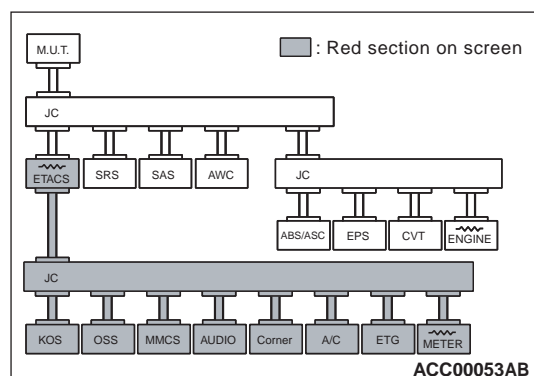 M.U.T.
: Red section on screen
JC
ETACS
SRS
SAS
AWC
JC
ABS/ASC
EPS
CVT
ENGINE
JC
KOS
OSS
MMCS
AUDIO
Corner
A/C
ETG
METER
ACC00053AB